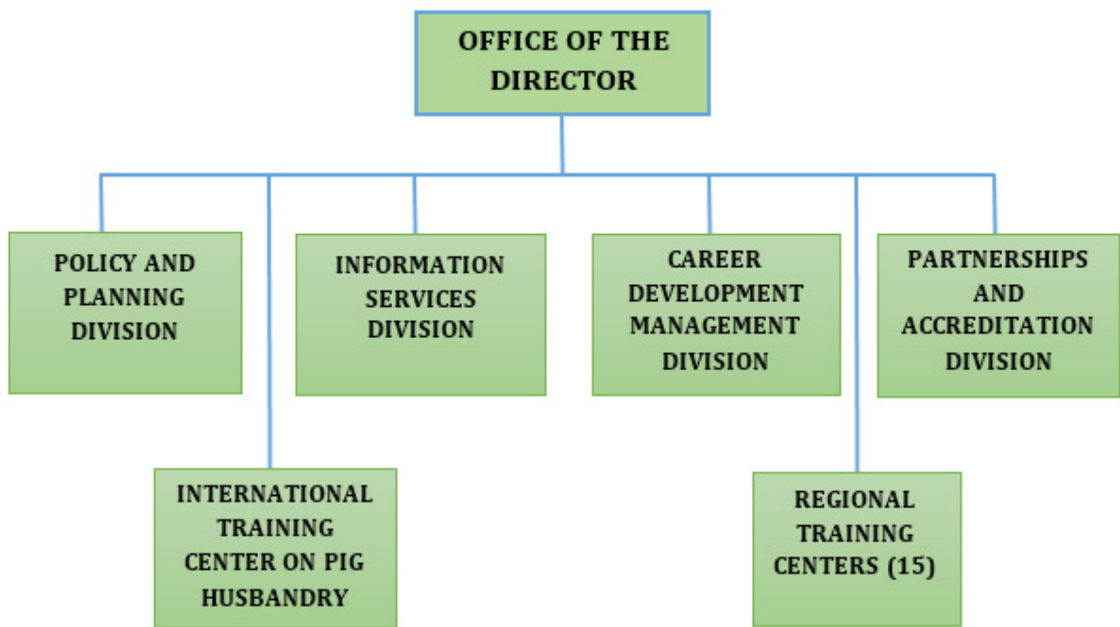 OFFICE OF THE
DIRECTOR
POLICY AND
PLANNING
DIVISION
INFORMATION
SERVICES
DIVISION
CAREER
DEVELOPMENT
MANAGEMENT
DIVISION
PARTNERSHIPS
AND
ACCREDITATION
DIVISION
INTERNATIONAL
TRAINING
CENTER ON PIG
HUSBANDRY
REGIONAL
TRAINING
CENTERS (15)